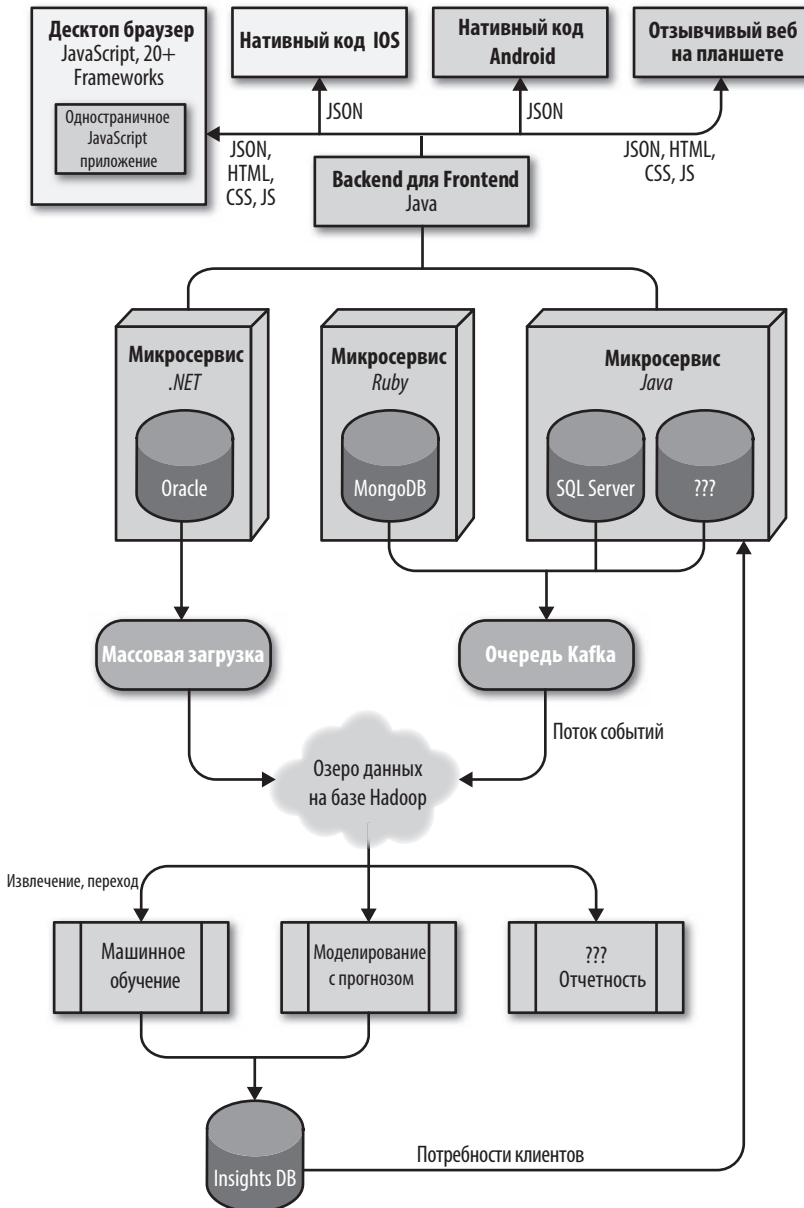 Десктоп браузер
JavaScript, 20+
Frameworks
Одностраничное
JavaScript
приложение
Нативный код IOS
Нативный код
Android
Отзывчивый веб
на планшете
JSON
JSON
JSON,
HTML,
CSS, JS
JSON, HTML,
CSS, JS
Backend для Frontend
Java
Микросервис
.NET
Oracle
Микросервис
Ruby
MongoDB
Микросервис
Java
SQL Server
???
Массовая загрузка
Очередь Kafka
Поток событий
Озеро данных
на базе Hadoop
Извлечение, переход
Машинное
обучение
Моделирование
с прогнозом
???
Отчетность
Insights DB
Потребности клиентов